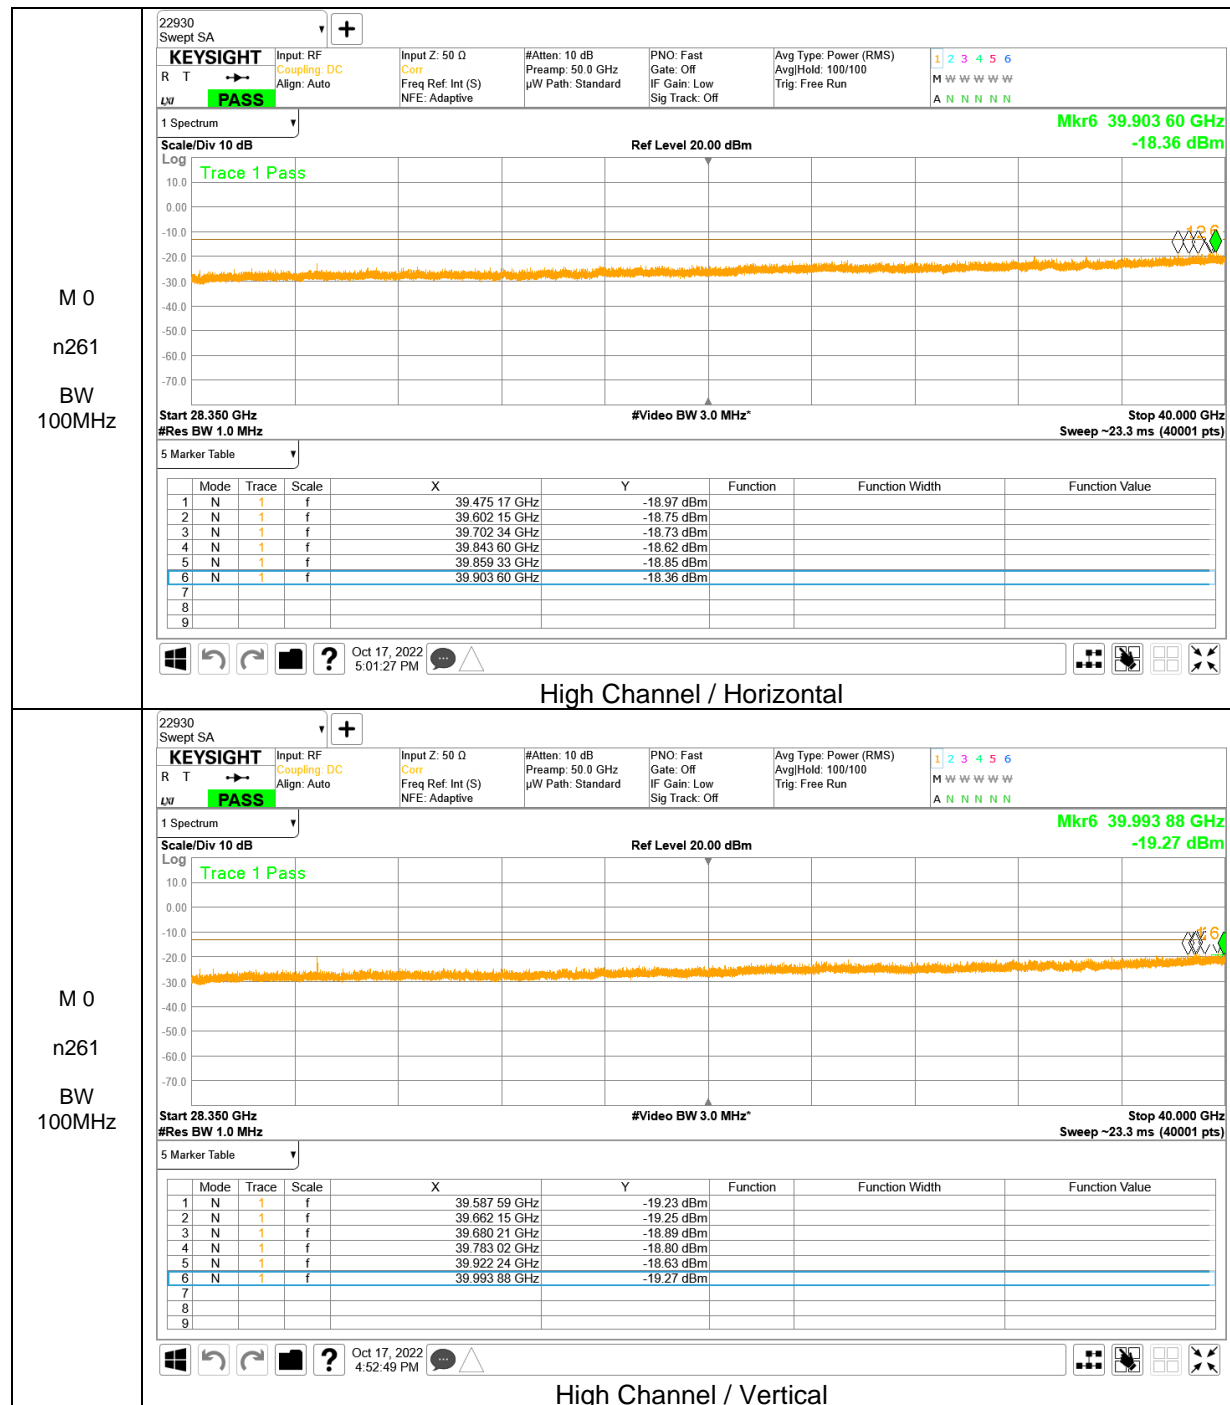 M 0
n261
BW
100MHz
22930
Swept SA
+
KEYSIGHT
R T
LXI
PASS
Input: RF
Coupling: DC
Align: Auto
Input Z: 50 Ω
Corr
Freq Ref: Int (S)
NFE: Adaptive
#Atten: 10 dB
Preamp: 50.0 GHz
µW Path: Standard
PNO: Fast
Gate: Off
IF Gain: Low
Sig Track: Off
Avg Type: Power (RMS)
Avg|Hold: 100/100
Trig: Free Run
1 2 3 4 5 6
M W W W W W
A N N N N N
1 Spectrum
Mkr6 39.903 60 GHz
-18.36 dBm
Scale/Div 10 dB
Ref Level 20.00 dBm
Log
Trace 1 Pass
10.0
0.00
-10.0
-20.0
-30.0
-40.0
-50.0
-60.0
-70.0
Start 28.350 GHz
#Video BW 3.0 MHz*
Stop 40.000 GHz
#Res BW 1.0 MHz
Sweep ~23.3 ms (40001 pts)
5 Marker Table
Mode Trace Scale X Y Function Function Width Function Value
1 N 1 f 39.475 17 GHz -18.97 dBm
2 N 1 f 39.602 15 GHz -18.75 dBm
3 N 1 f 39.702 34 GHz -18.73 dBm
4 N 1 f 39.843 60 GHz -18.62 dBm
5 N 1 f 39.859 33 GHz -18.85 dBm
6 N 1 f 39.903 60 GHz -18.36 dBm
7
8
9
?
Oct 17, 2022
5:01:27 PM
High Channel / Horizontal
M 0
n261
BW
100MHz
22930
Swept SA
+
KEYSIGHT
R T
LXI
PASS
Input: RF
Coupling: DC
Align: Auto
Input Z: 50 Ω
Corr
Freq Ref: Int (S)
NFE: Adaptive
#Atten: 10 dB
Preamp: 50.0 GHz
µW Path: Standard
PNO: Fast
Gate: Off
IF Gain: Low
Sig Track: Off
Avg Type: Power (RMS)
Avg|Hold: 100/100
Trig: Free Run
1 2 3 4 5 6
M W W W W W
A N N N N N
1 Spectrum
Mkr6 39.993 88 GHz
-19.27 dBm
Scale/Div 10 dB
Ref Level 20.00 dBm
Log
Trace 1 Pass
10.0
0.00
-10.0
-20.0
-30.0
-40.0
-50.0
-60.0
-70.0
Start 28.350 GHz
#Video BW 3.0 MHz*
Stop 40.000 GHz
#Res BW 1.0 MHz
Sweep ~23.3 ms (40001 pts)
5 Marker Table
Mode Trace Scale X Y Function Function Width Function Value
1 N 1 f 39.587 59 GHz -19.23 dBm
2 N 1 f 39.662 15 GHz -19.25 dBm
3 N 1 f 39.680 21 GHz -18.89 dBm
4 N 1 f 39.783 02 GHz -18.80 dBm
5 N 1 f 39.922 24 GHz -18.63 dBm
6 N 1 f 39.993 88 GHz -19.27 dBm
7
8
9
?
Oct 17, 2022
4:52:49 PM
High Channel / Vertical